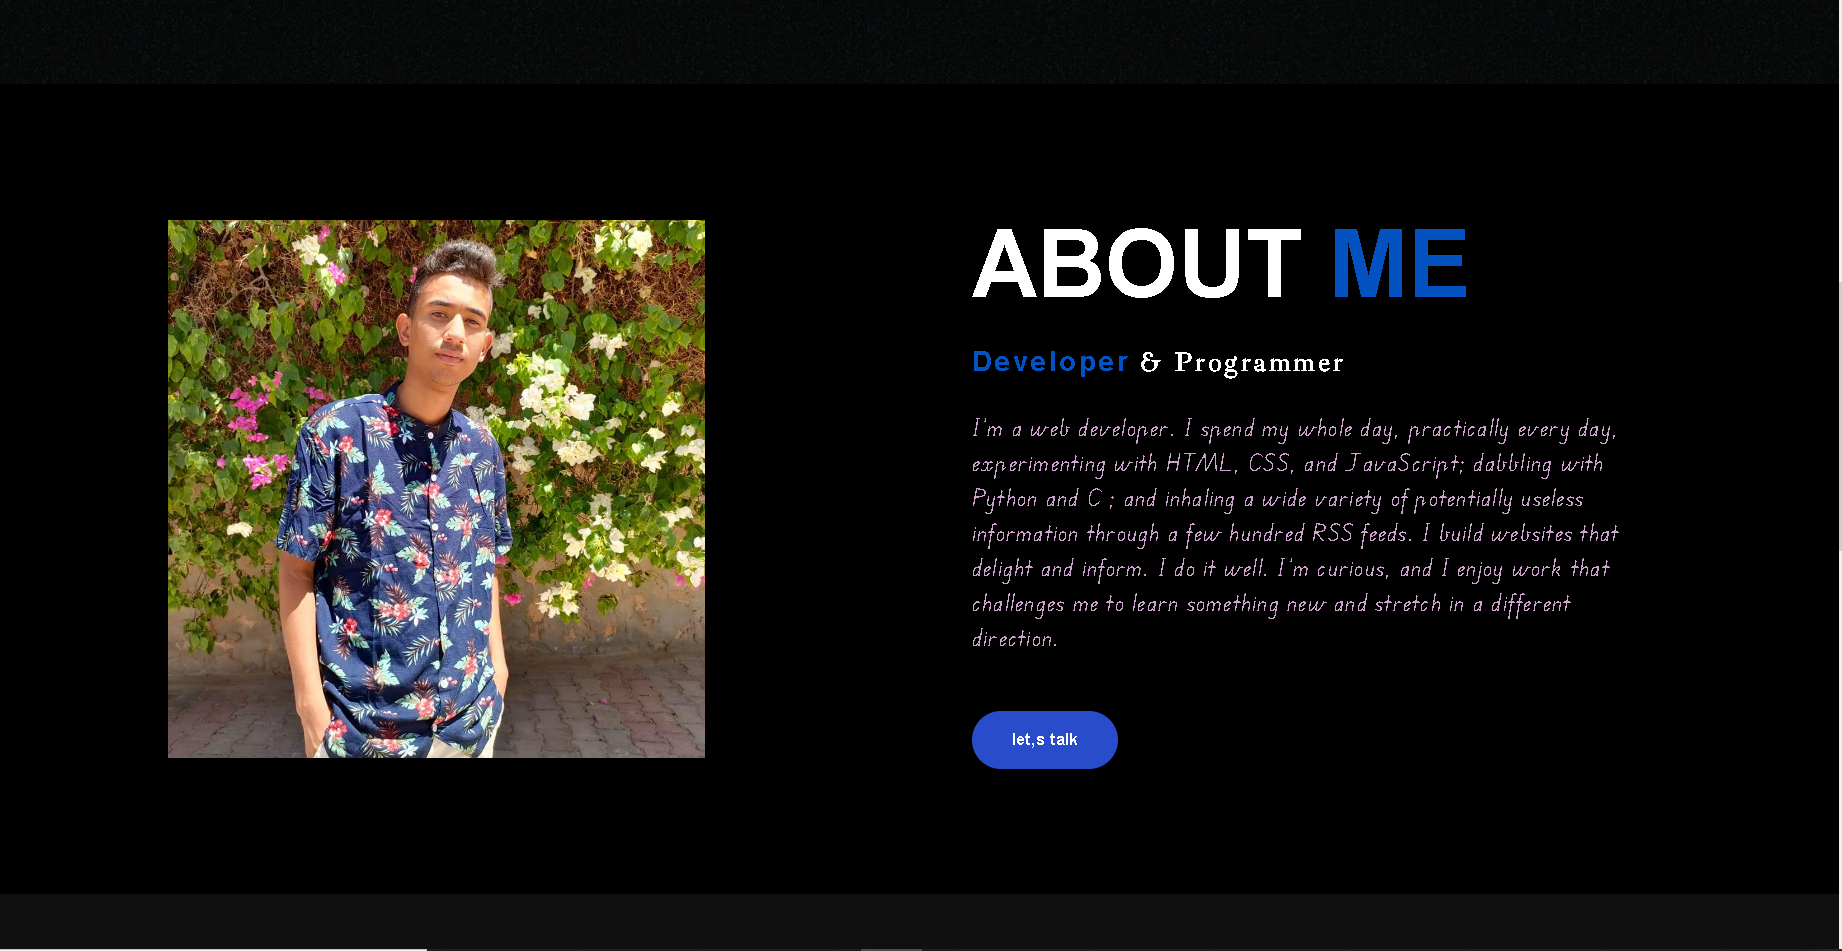 ABOUT ME
Developer & Programmer
I'm a web developer. I spend my whole day, practically every day,
experimenting with HTML, CSS, and JavaScript; dabbling with
Python and C ; and inhaling a wide variety of potentially useless
information through a few hundred RSS feeds. I build websites that
delight and inform. I do it well. I'm curious, and I enjoy work that
challenges me to learn something new and stretch in a different
direction.
let,s talk